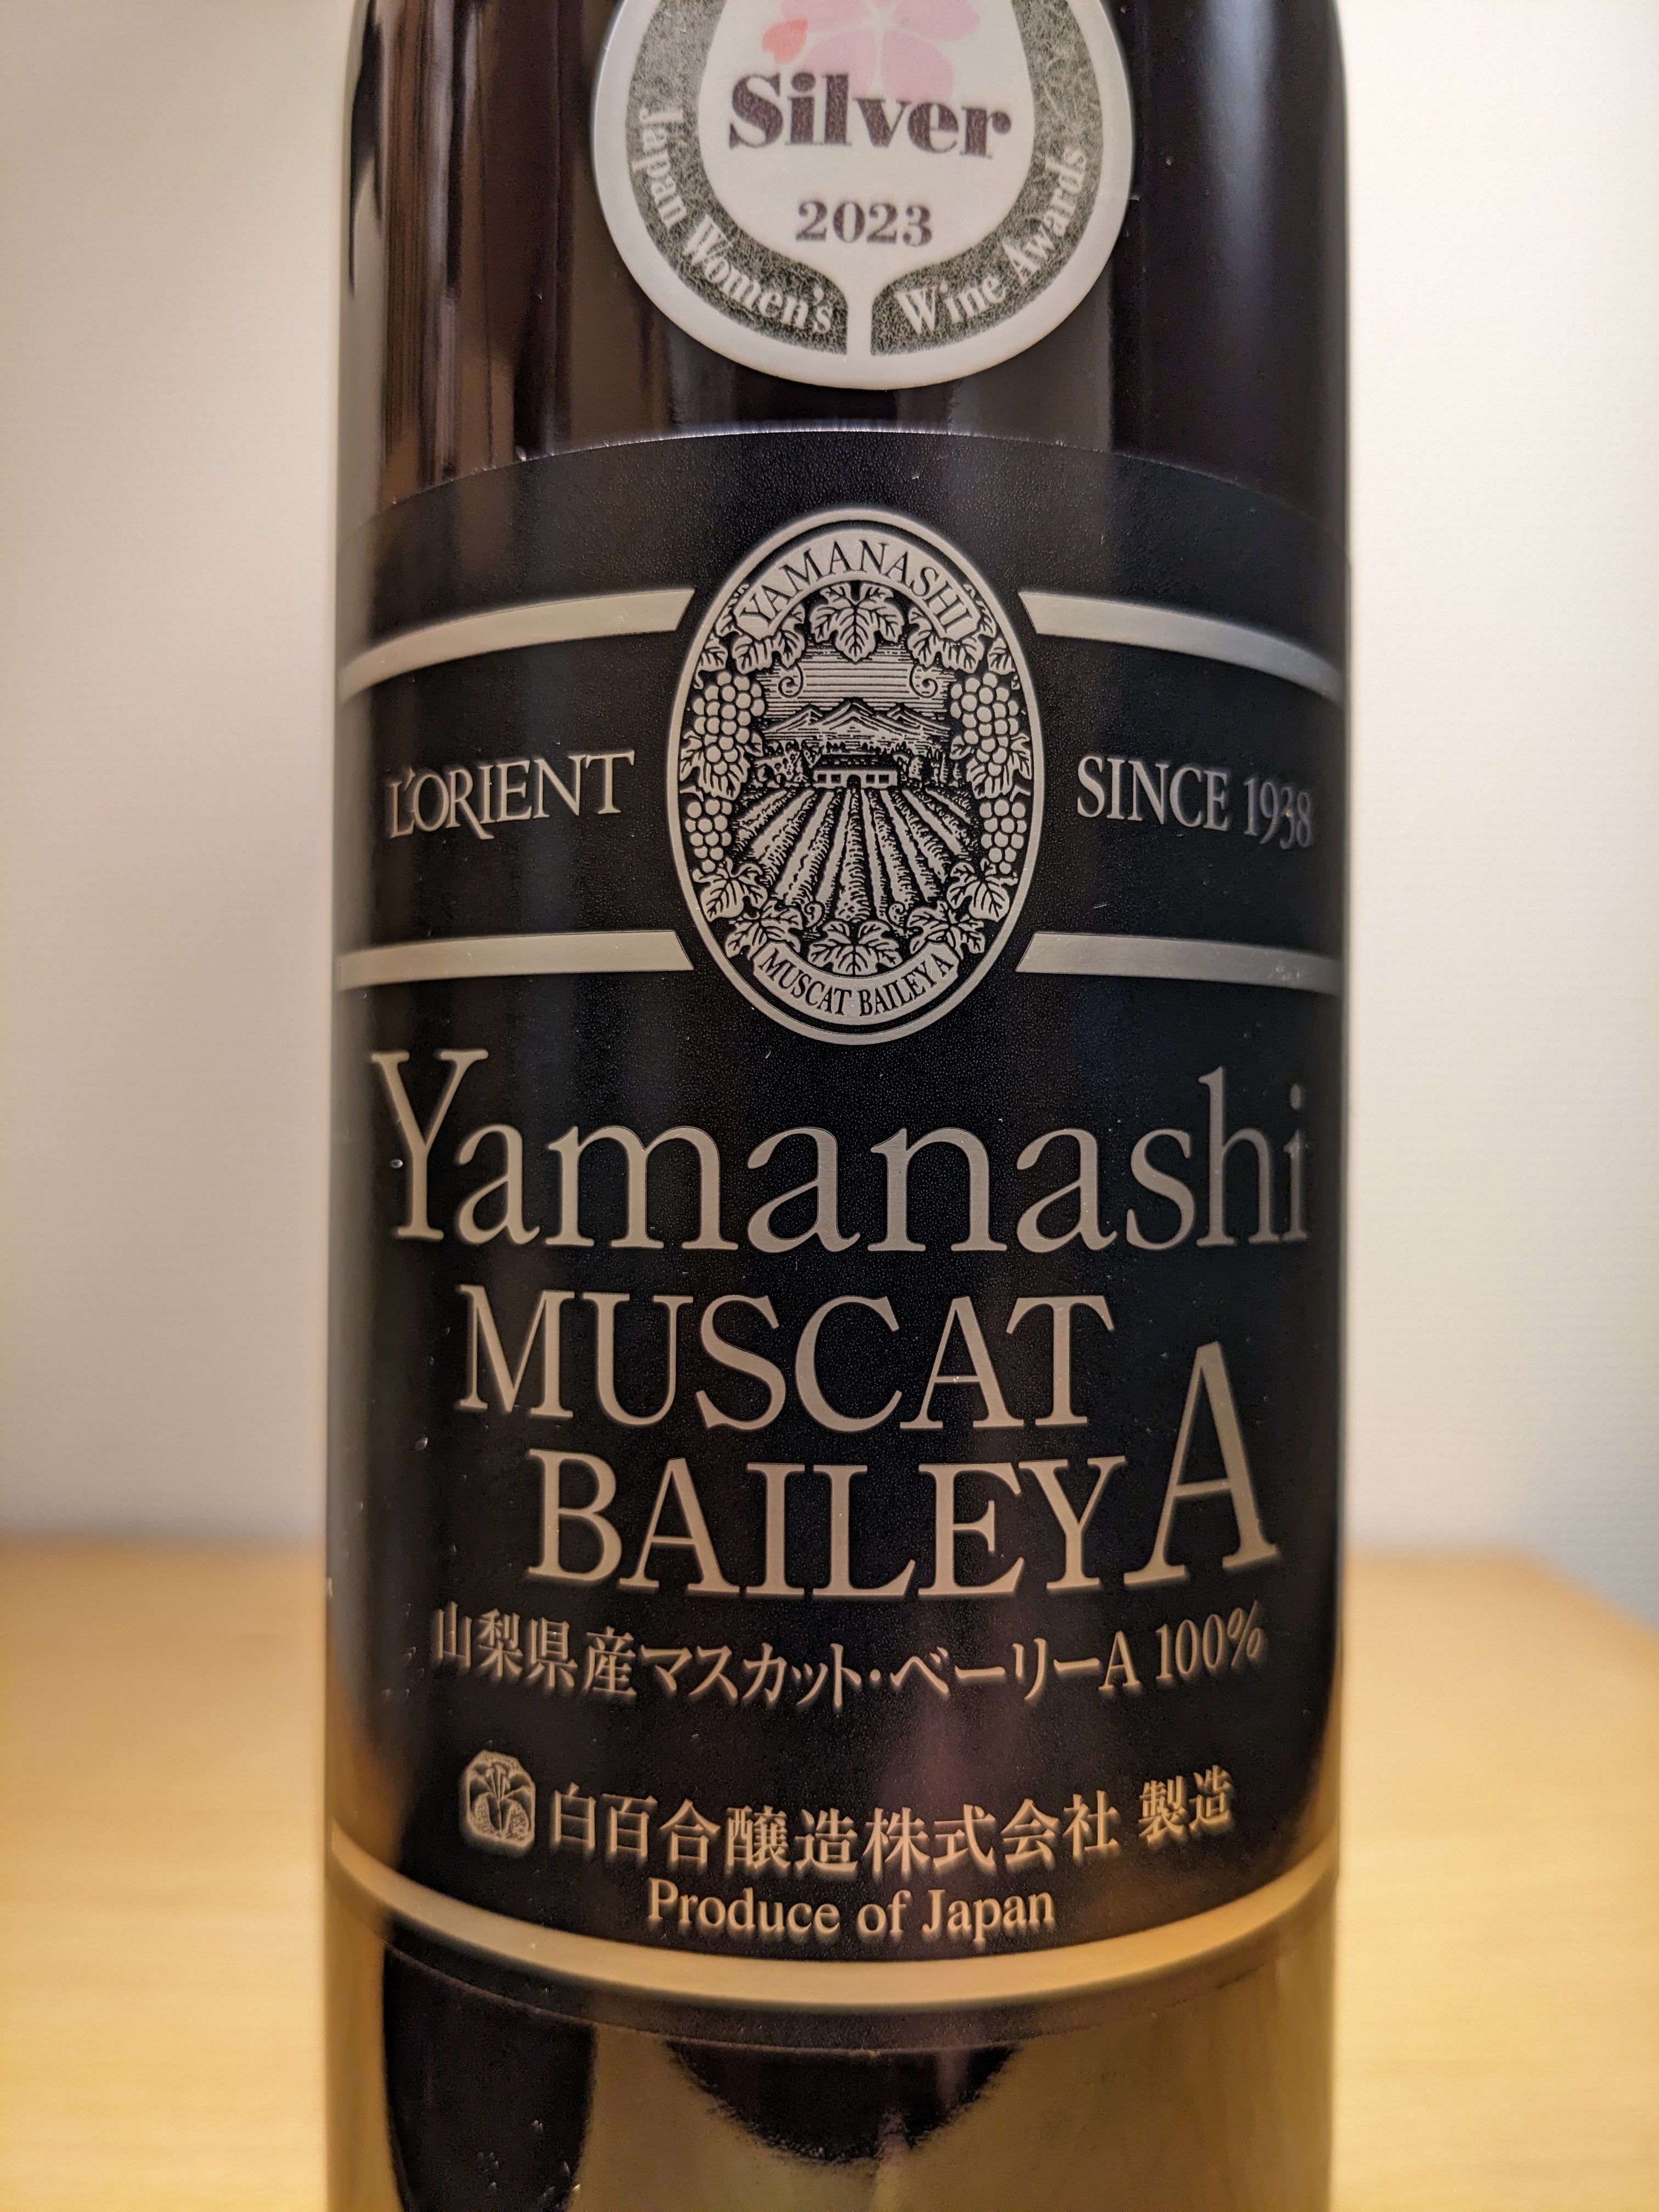 Silver
2023
Japan Women's Wine Awards
YAMANASHI
L'ORIENT
SINCE 1938
MUSCAT BAILEY A
Yamanashi
MUSCAT
BAILEY A
山梨県産マスカット・ベーリーA 100%
白百合醸造株式会社 製造
Produce of Japan